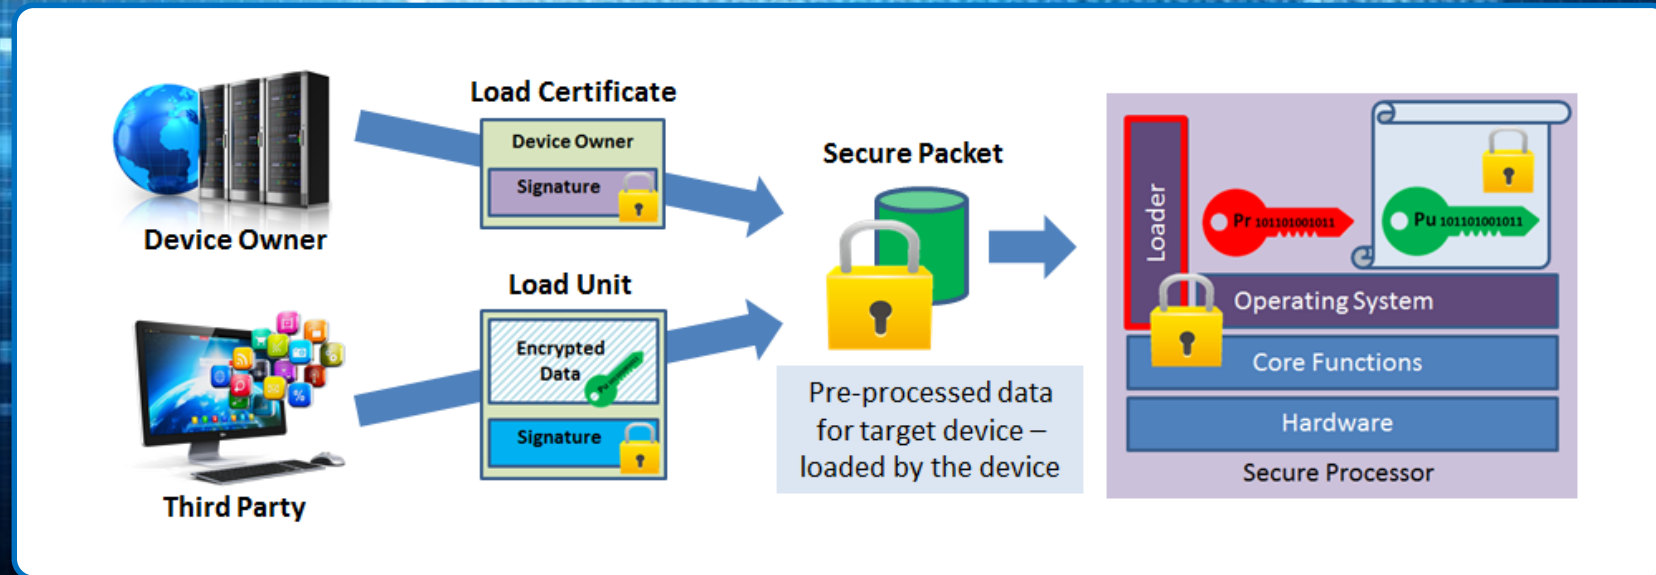 Load Certificate
Device Owner
Signature
Device Owner
Load Unit
Encrypted
Data
Pu 101101001011
Signature
Third Party
Secure Packet
Pre-processed data
for target device –
loaded by the device
Loader
Pr 101101001011
Pu 101101001011
Operating System
Core Functions
Hardware
Secure Processor